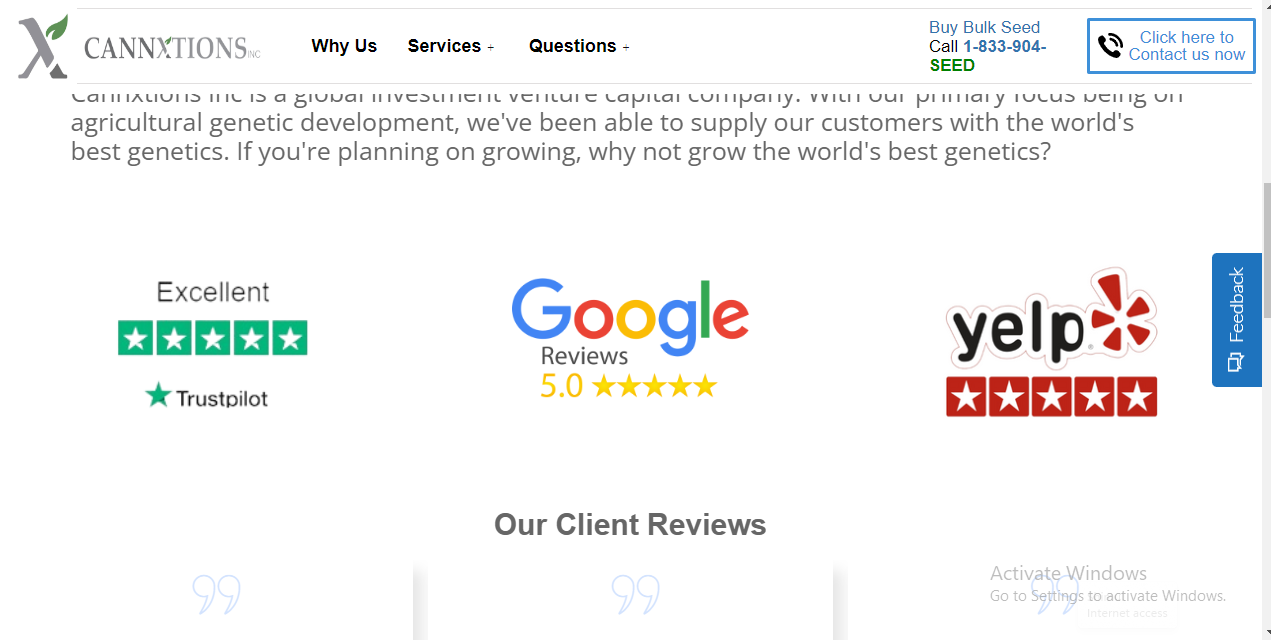 CANNXTIONS INC
Why Us
Services +
Questions +
Buy Bulk Seed
Call 1-833-904-
SEED
Click here to
Contact us now
Cannxtions Inc is a global investment venture capital company. With our primary focus being on
agricultural genetic development, we've been able to supply our customers with the world's
best genetics. If you're planning on growing, why not grow the world's best genetics?
Excellent
Trustpilot
Google
Reviews
5.0
yelp
Feedback
Our Client Reviews
Activate Windows
Go to Settings to activate Windows.
Internet access